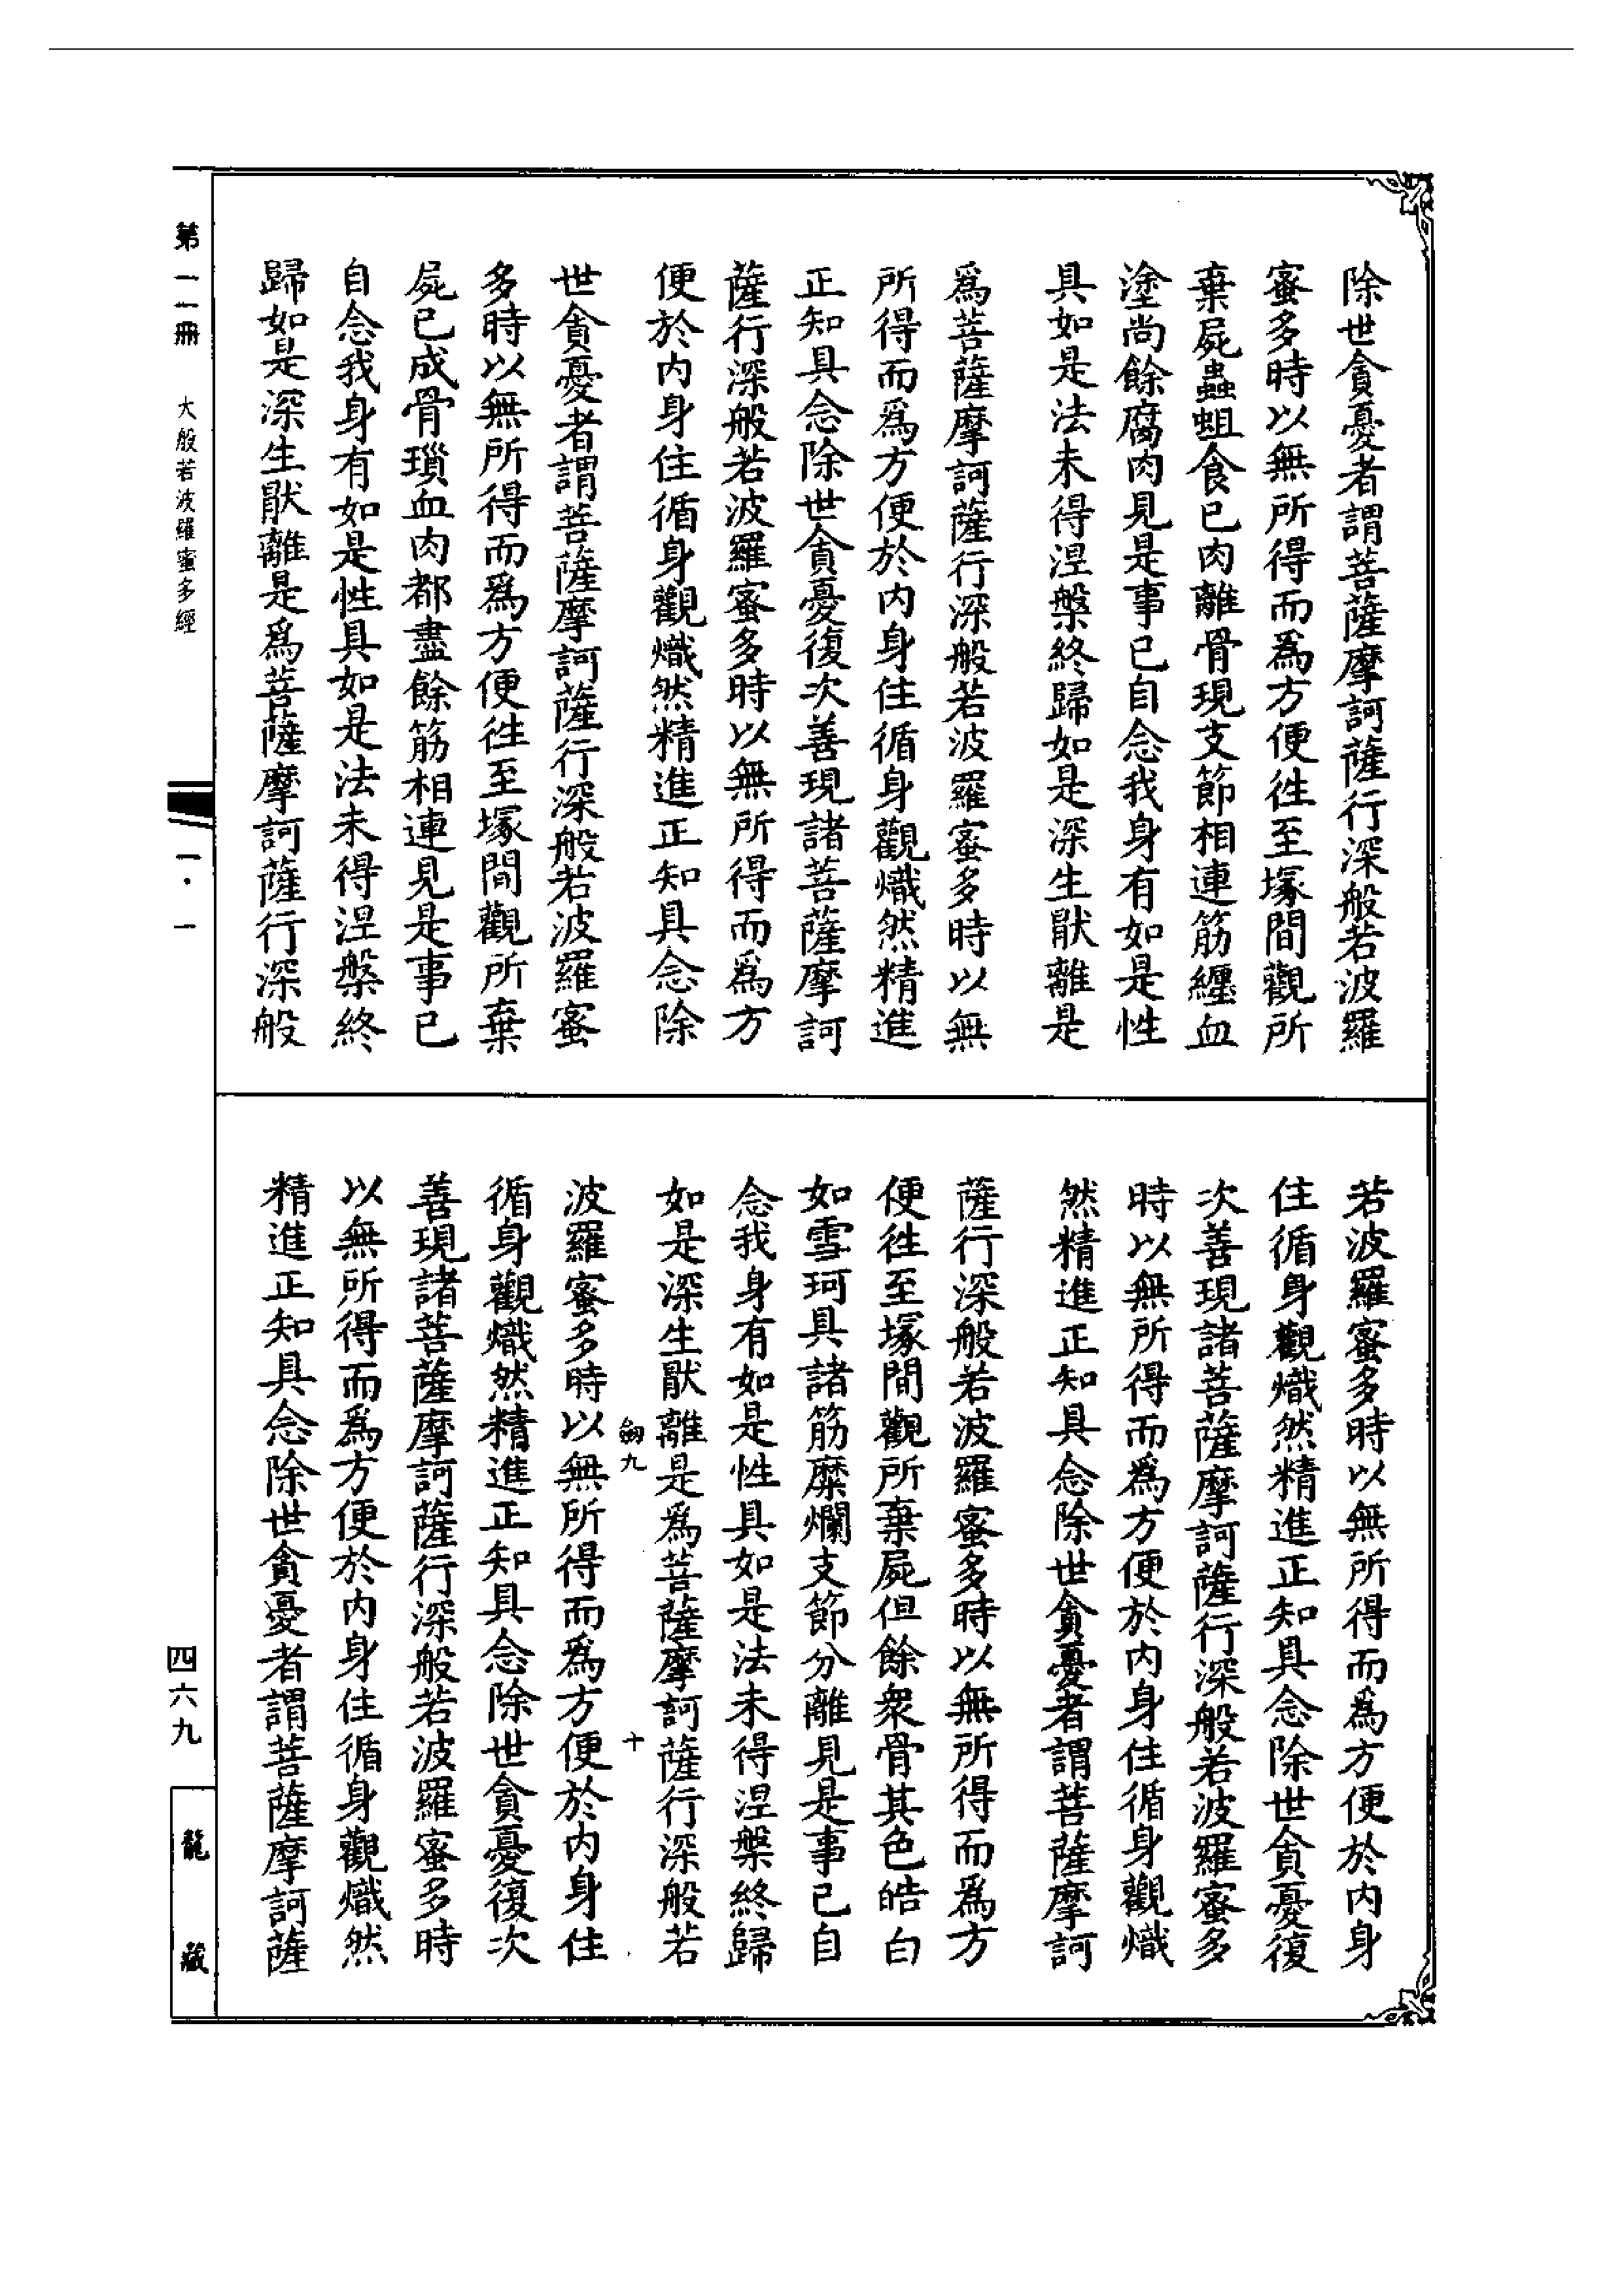 除世貪憂者謂菩薩摩訶薩行深般若波羅
蜜多時以無所得而爲方便徃至塚間觀所
棄屍蟲蛆食已肉離骨現支節相連筋纒血
塗尚餘腐肉見是事已自念我身有如是性
具如是法未得涅槃終歸如是深生猒離是
爲菩薩摩訶薩行深般若波羅蜜多時以無
所得而爲方便於内身住循身觀熾然精進
正知具念除世貪憂復次善現諸菩薩摩訶
薩行深般若波羅蜜多時以無所得而爲方
便於内身住循身觀熾然精進正知具念除
世貪憂者謂菩薩摩訶薩行深般若波羅蜜
多時以無所得而爲方便徃至塚間觀所棄
屍已成骨瑣血肉都盡餘筋相連見是事已
自念我身有如是性具如是法未得涅槃終
歸如是深生猒離是爲菩薩摩訶薩行深般
若波羅蜜多時以無所得而爲方便於内身
住循身觀熾然精進正知具念除世貪憂復
次善現諸菩薩摩訶薩行深般若波羅蜜多
時以無所得而爲方便於内身住循身觀熾
然精進正知具念除世貪憂者謂菩薩摩訶
薩行深般若波羅蜜多時以無所得而爲方
便徃至塚間觀所棄屍但餘衆骨其色皓白
如雪珂具諸筋糜爛支節分離見是事已自
念我身有如是性具如是法未得涅槃終歸
如是深生猒離是爲菩薩摩訶薩行深般若
九 十
波羅蜜多時以無所得而爲方便於内身住
循身觀熾然精進正知具念除世貪憂復次
善現諸菩薩摩訶薩行深般若波羅蜜多時
以無所得而爲方便於内身住循身觀熾然
精進正知具念除世貪憂者謂菩薩摩訶薩
第一一冊 大般若波羅蜜多經 一·一 四六九 龍藏